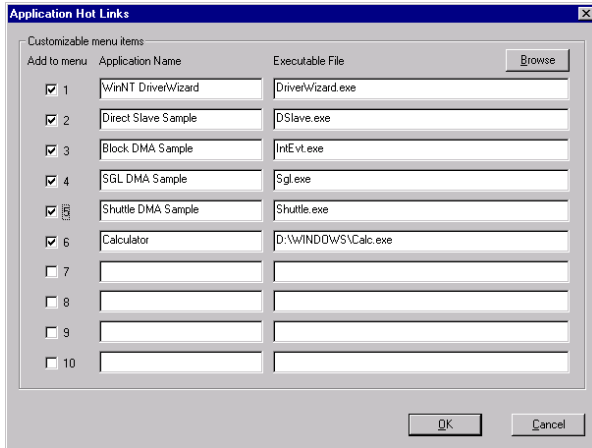 Application Hot Links
Customizable menu items
Add to menu Application Name Executable File Browse
1 WinNT DriverWizard DriverWizard.exe
2 Direct Slave Sample DSlave.exe
3 Block DMA Sample IntEvt.exe
4 SGL DMA Sample Sgl.exe
5 Shuttle DMA Sample Shuttle.exe
6 Calculator D:\WINDOWS\Calc.exe
7
8
9
10
OK Cancel